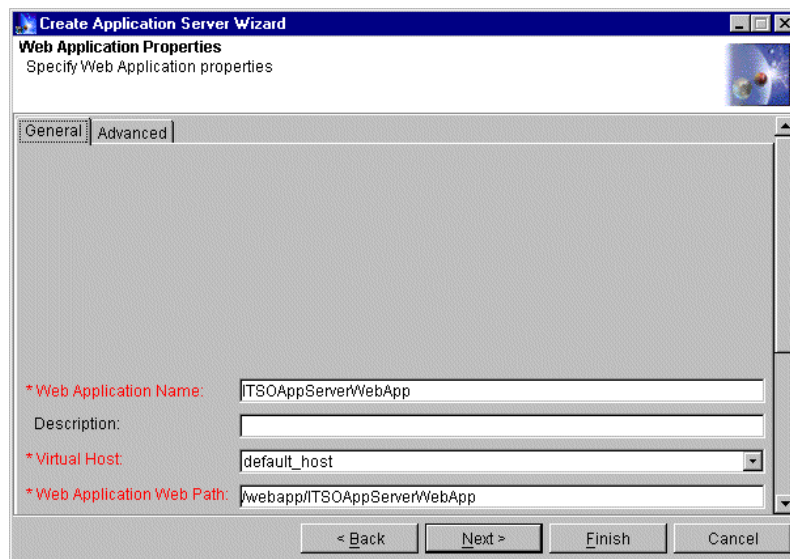 Create Application Server Wizard
Web Application Properties
Specify Web Application properties
General Advanced
* Web Application Name: ITSOAppServerWebApp
Description:
* Virtual Host: default_host
* Web Application Web Path: /webapp/ITSOAppServerWebApp
< Back Next > Finish Cancel